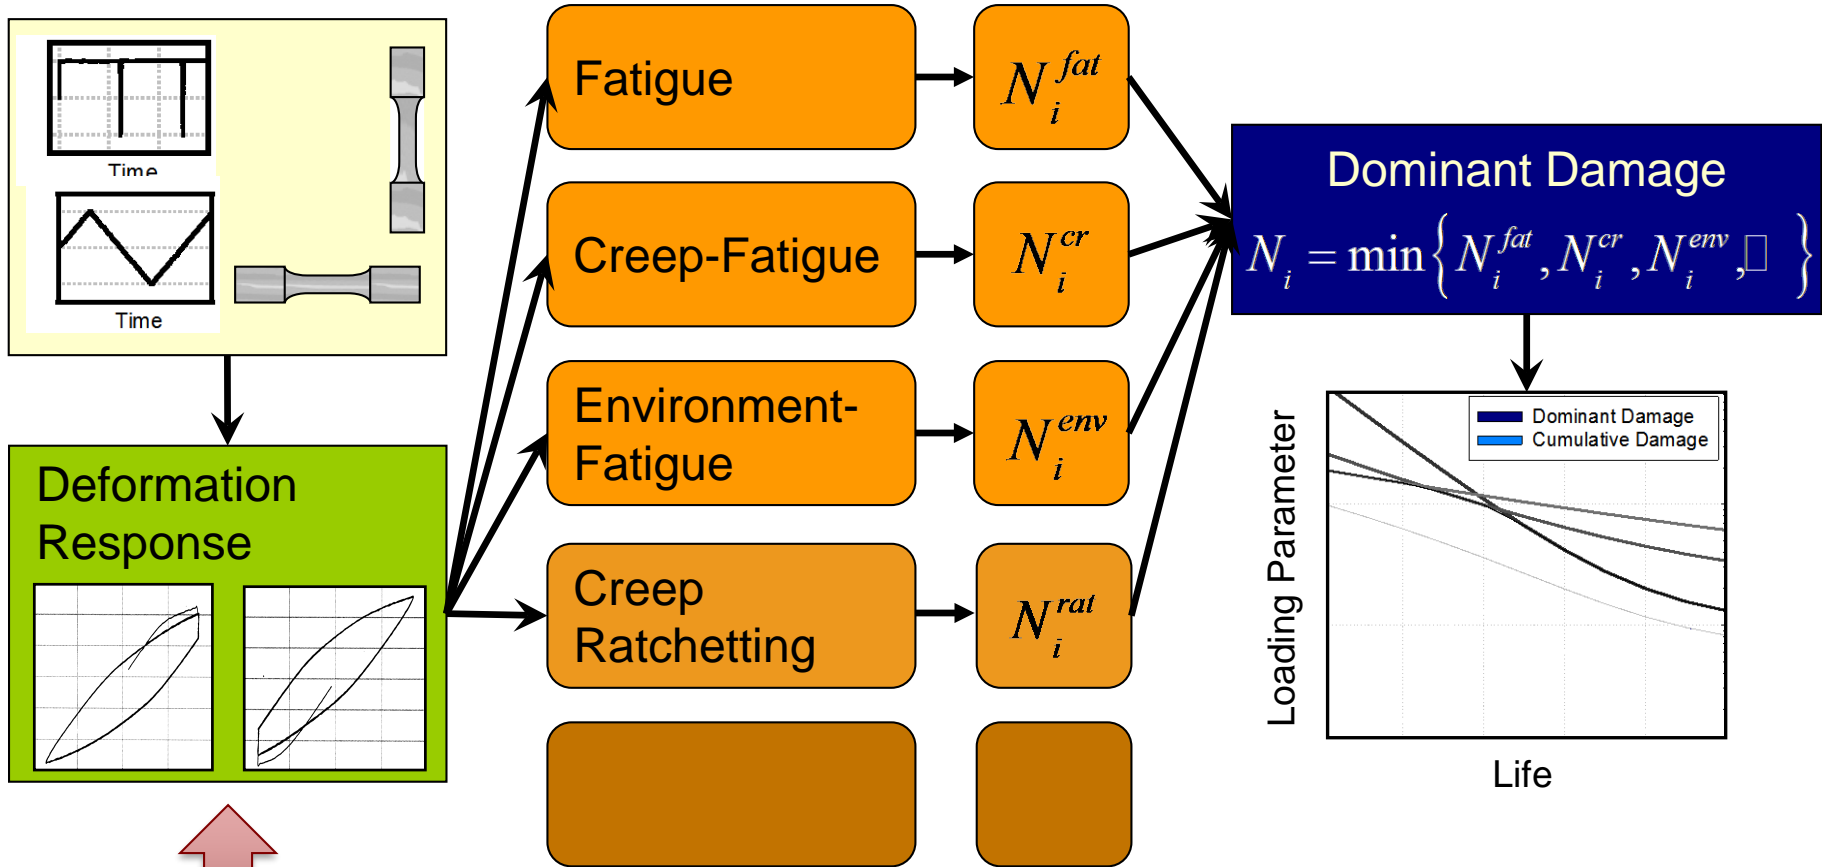 Time
Time
Deformation
Response
Fatigue
Creep-Fatigue
Environment-
Fatigue
Creep
Ratchetting
N_i^{fat}
N_i^{cr}
N_i^{env}
N_i^{rat}
Dominant Damage
N_i = min{N_i^{fat}, N_i^{cr}, N_i^{env},□ }
Dominant Damage
Cumulative Damage
Loading Parameter
Life